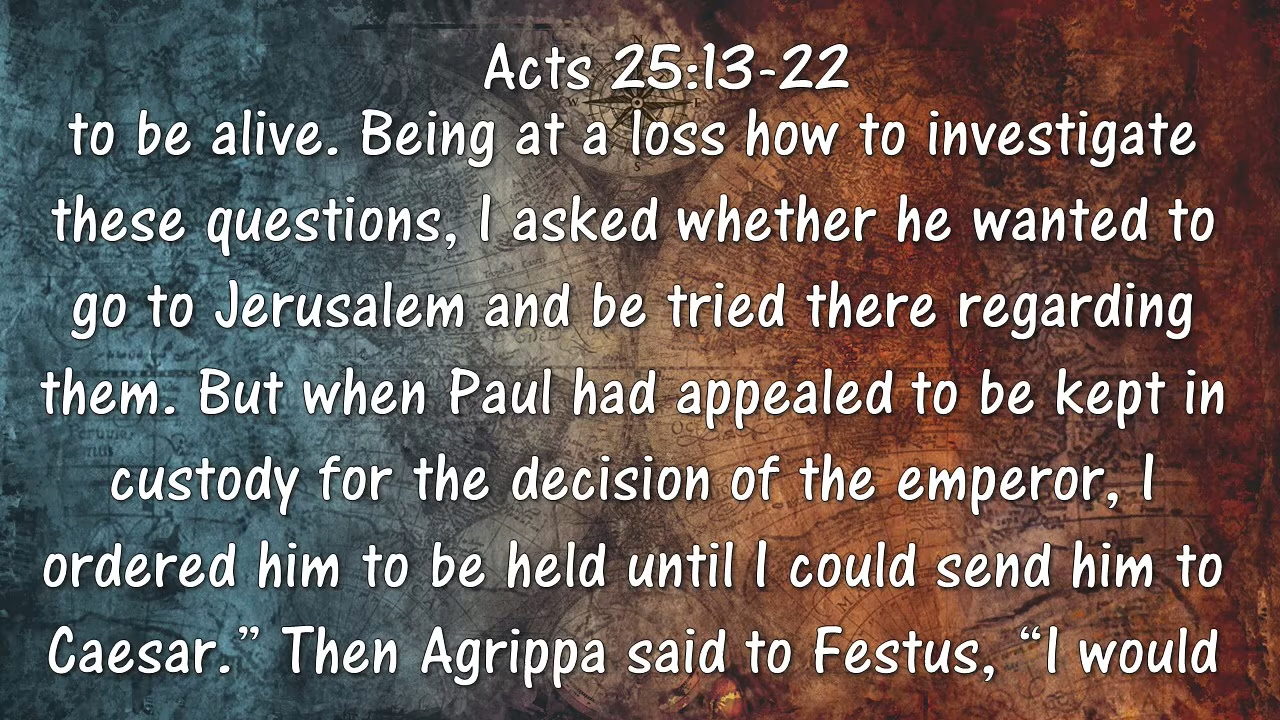 Acts 25:13-22
to be alive. Being at a loss how to investigate
these questions, I asked whether he wanted to
go to Jerusalem and be tried there regarding
them. But when Paul had appealed to be kept in
custody for the decision of the emperor, I
ordered him to be held until I could send him to
Caesar.” Then Agrippa said to Festus, “I would